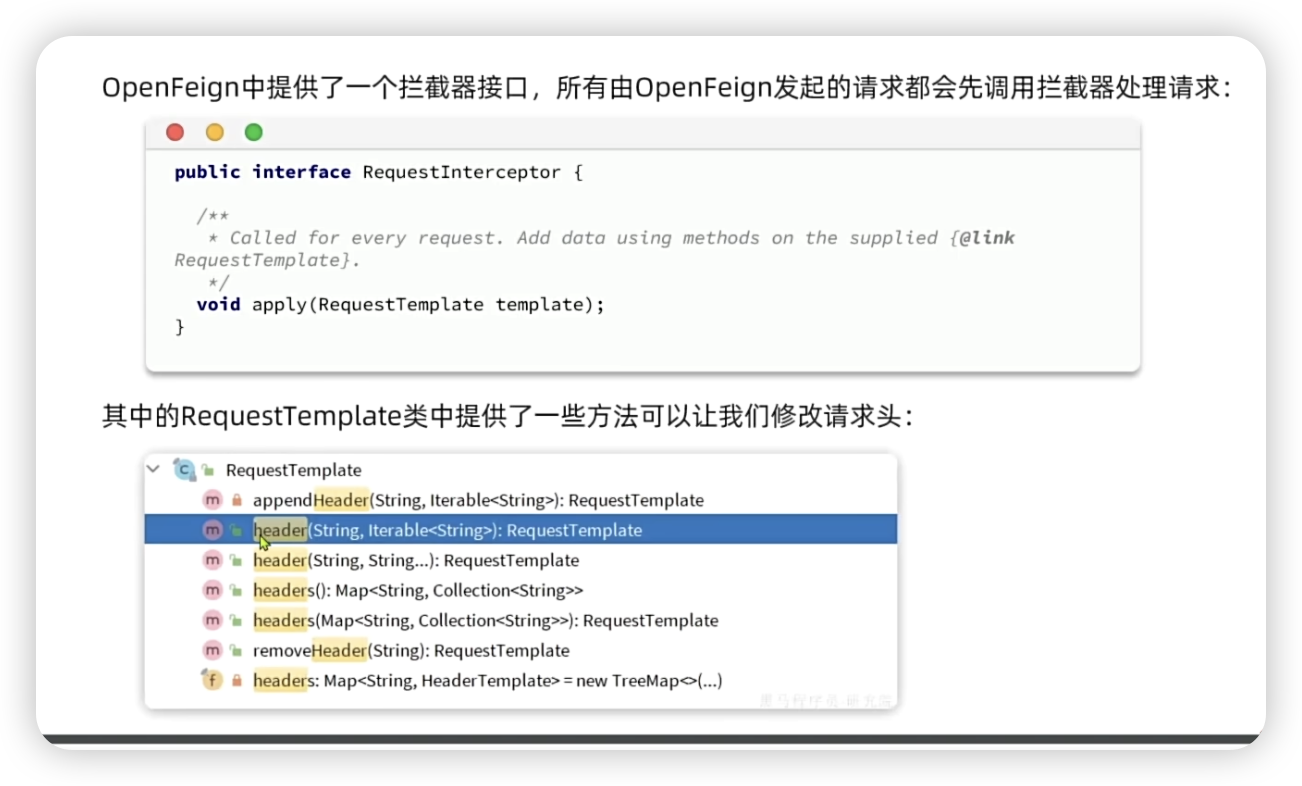 OpenFeign中提供了一个拦截器接口，所有由OpenFeign发起的请求都会先调用拦截器处理请求：
public interface RequestInterceptor {
/**
* Called for every request. Add data using methods on the supplied {@link
RequestTemplate}.
*/
void apply(RequestTemplate template);
}
其中的RequestTemplate类中提供了一些方法可以让我们修改请求头：
RequestTemplate
appendHeader(String, Iterable<String>): RequestTemplate
header(String, Iterable<String>): RequestTemplate
header(String, String...): RequestTemplate
headers(): Map<String, Collection<String>>
headers(Map<String, Collection<String>>): RequestTemplate
removeHeader(String): RequestTemplate
headers: Map<String, HeaderTemplate> = new TreeMap<>(...)
黑马程序员 研究院